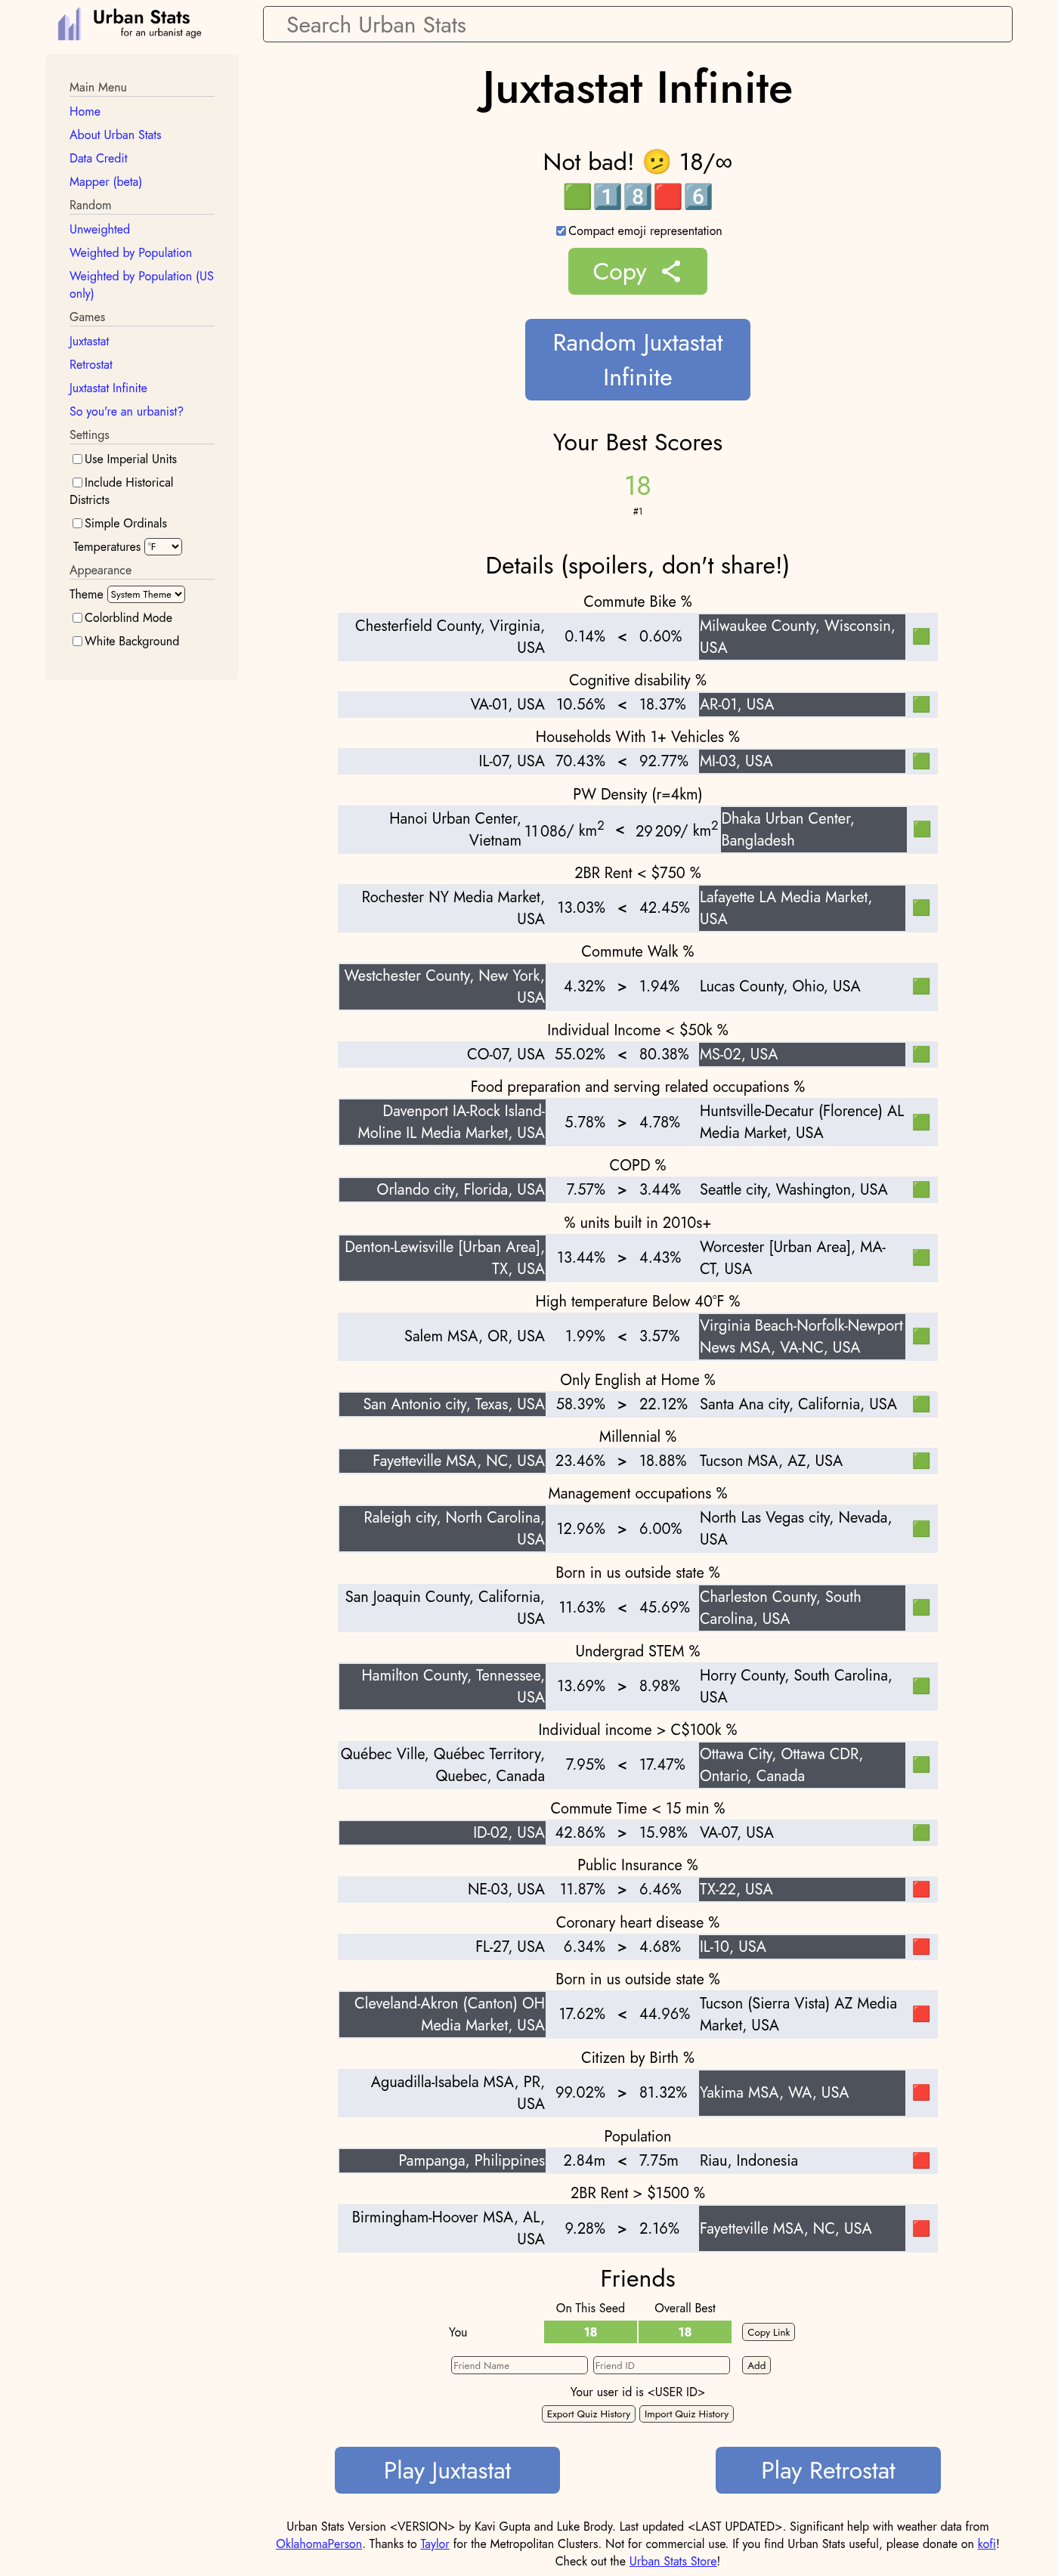 Urban Stats
for an urbanist age
Search Urban Stats
Main Menu
Home
About Urban Stats
Data Credit
Mapper (beta)
Random
Unweighted
Weighted by Population
Weighted by Population (US
only)
Games
Juxtastat
Retrostat
Juxtastat Infinite
So you're an urbanist?
Settings
Use Imperial Units
Include Historical
Districts
Simple Ordinals
Temperatures °F
Appearance
Theme System Theme
Colorblind Mode
White Background
Juxtastat Infinite
Not bad! 🫤 18/∞
🟩1️⃣8️⃣🟥6️⃣
Compact emoji representation
Copy
Random Juxtastat
Infinite
Your Best Scores
18
#1
Details (spoilers, don't share!)
Commute Bike %
Chesterfield County, Virginia,
USA 0.14% < 0.60% Milwaukee County, Wisconsin,
USA
Cognitive disability %
VA-01, USA 10.56% < 18.37% AR-01, USA
Households With 1+ Vehicles %
IL-07, USA 70.43% < 92.77% MI-03, USA
PW Density (r=4km)
Hanoi Urban Center,
Vietnam 11 086/ km² < 29 209/ km² Dhaka Urban Center,
Bangladesh
2BR Rent < $750 %
Rochester NY Media Market,
USA 13.03% < 42.45% Lafayette LA Media Market,
USA
Commute Walk %
Westchester County, New York,
USA 4.32% > 1.94% Lucas County, Ohio, USA
Individual Income < $50k %
CO-07, USA 55.02% < 80.38% MS-02, USA
Food preparation and serving related occupations %
Davenport IA-Rock Island-
Moline IL Media Market, USA 5.78% > 4.78% Huntsville-Decatur (Florence) AL
Media Market, USA
COPD %
Orlando city, Florida, USA 7.57% > 3.44% Seattle city, Washington, USA
% units built in 2010s+
Denton-Lewisville [Urban Area],
TX, USA 13.44% > 4.43% Worcester [Urban Area], MA-
CT, USA
High temperature Below 40°F %
Salem MSA, OR, USA 1.99% < 3.57% Virginia Beach-Norfolk-Newport
News MSA, VA-NC, USA
Only English at Home %
San Antonio city, Texas, USA 58.39% > 22.12% Santa Ana city, California, USA
Millennial %
Fayetteville MSA, NC, USA 23.46% > 18.88% Tucson MSA, AZ, USA
Management occupations %
Raleigh city, North Carolina,
USA 12.96% > 6.00% North Las Vegas city, Nevada,
USA
Born in us outside state %
San Joaquin County, California,
USA 11.63% < 45.69% Charleston County, South
Carolina, USA
Undergrad STEM %
Hamilton County, Tennessee,
USA 13.69% > 8.98% Horry County, South Carolina,
USA
Individual income > C$100k %
Québec Ville, Québec Territory,
Quebec, Canada 7.95% < 17.47% Ottawa City, Ottawa CDR,
Ontario, Canada
Commute Time < 15 min %
ID-02, USA 42.86% > 15.98% VA-07, USA
Public Insurance %
NE-03, USA 11.87% > 6.46% TX-22, USA
Coronary heart disease %
FL-27, USA 6.34% > 4.68% IL-10, USA
Born in us outside state %
Cleveland-Akron (Canton) OH
Media Market, USA 17.62% < 44.96% Tucson (Sierra Vista) AZ Media
Market, USA
Citizen by Birth %
Aguadilla-Isabela MSA, PR,
USA 99.02% > 81.32% Yakima MSA, WA, USA
Population
Pampanga, Philippines 2.84m < 7.75m Riau, Indonesia
2BR Rent > $1500 %
Birmingham-Hoover MSA, AL,
USA 9.28% > 2.16% Fayetteville MSA, NC, USA
Friends
On This Seed Overall Best
You 18 18 Copy Link
Friend Name Friend ID Add
Your user id is <USER ID>
Export Quiz History Import Quiz History
Play Juxtastat Play Retrostat
Urban Stats Version <VERSION> by Kavi Gupta and Luke Brody. Last updated <LAST UPDATED>. Significant help with weather data from
OklahomaPerson. Thanks to Taylor for the Metropolitan Clusters. Not for commercial use. If you find Urban Stats useful, please donate on kofi!
Check out the Urban Stats Store!